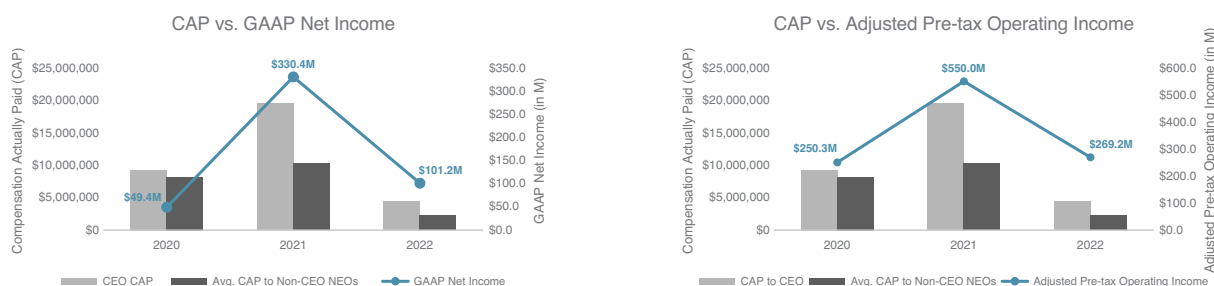 CAP vs. GAAP Net Income
Compensation Actually Paid (CAP)
$25,000,000
$20,000,000
$15,000,000
$10,000,000
$5,000,000
$0
$49.4M
$330.4M
$101.2M
2020
2021
2022
$350.0
$300.0
$250.0
$200.0
$150.0
$100.0
$50.0
$0.0
GAAP Net Income (in M)
CEO CAP
Avg. CAP to Non-CEO NEOs
GAAP Net Income
CAP vs. Adjusted Pre-tax Operating Income
Compensation Actually Paid (CAP)
$25,000,000
$20,000,000
$15,000,000
$10,000,000
$5,000,000
$0
$250.3M
$550.0M
$269.2M
2020
2021
2022
$600.0
$500.0
$400.0
$300.0
$200.0
$100.0
$0.0
Adjusted Pre-tax Operating Income (in M)
CAP to CEO
Avg. CAP to Non-CEO NEOs
Adjusted Pre-tax Operating Income